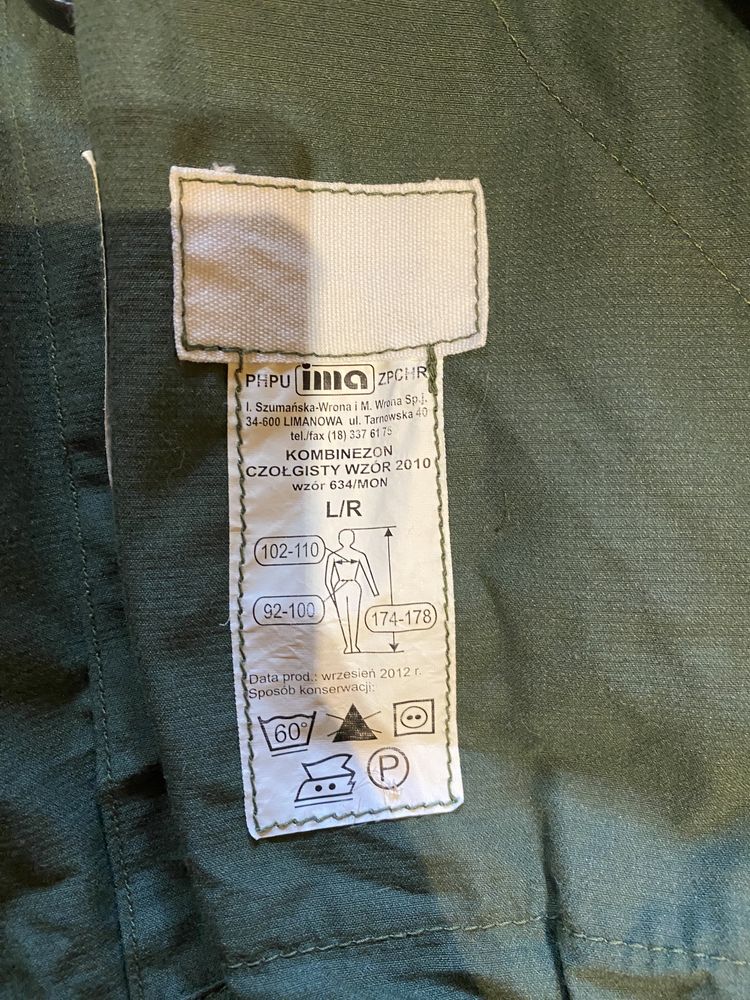 PHPU ima ZPCHR
I. Szumańska-Wrona i M. Wrona Sp.j.
34-600 LIMANOWA ul. Tarnowska 40
tel./fax (18) 337 61 75
KOMBINEZON
CZOŁGISTY WZÓR 2010
wzór 634/MON
L/R
102-110
92-100
174-178
Data prod.: wrzesień 2012 r.
Sposób konserwacji:
60°
P